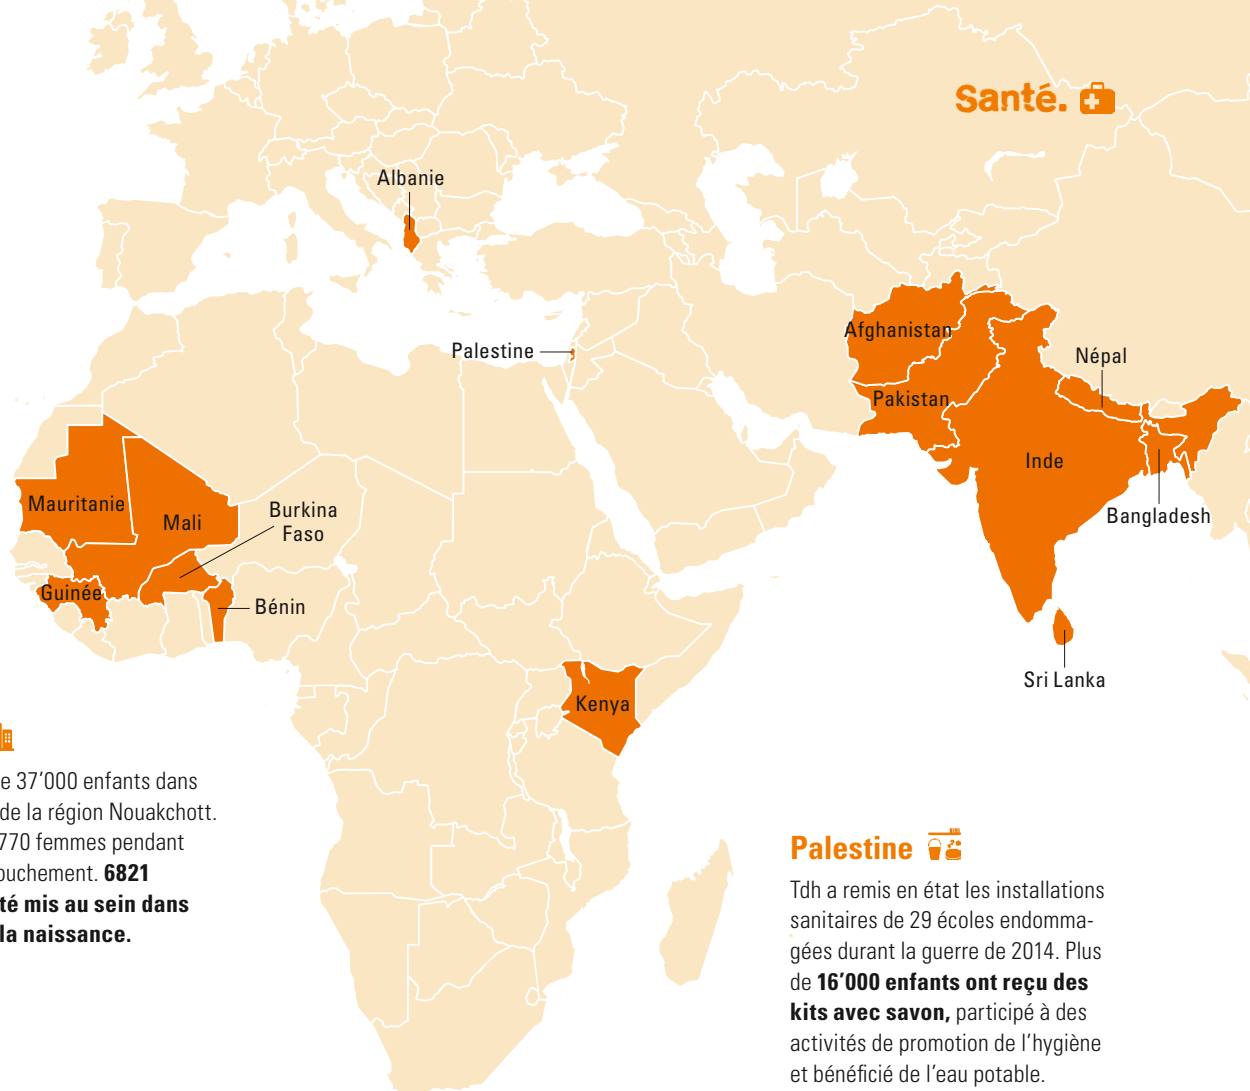 Santé.
Albanie
Palestine
Afghanistan
Népal
Pakistan
Inde
Mauritanie
Mali
Burkina
Faso
Bangladesh
Guinée
Bénin
Sri Lanka
Kenya
e 37’000 enfants dans
de la région Nouakchott.
770 femmes pendant
ouchement. 6821
té mis au sein dans
la naissance.
Palestine
Tdh a remis en état les installations
sanitaires de 29 écoles endomma-
gées durant la guerre de 2014. Plus
de 16’000 enfants ont reçu des
kits avec savon, participé à des
activités de promotion de l’hygiène
et bénéficié de l’eau potable.